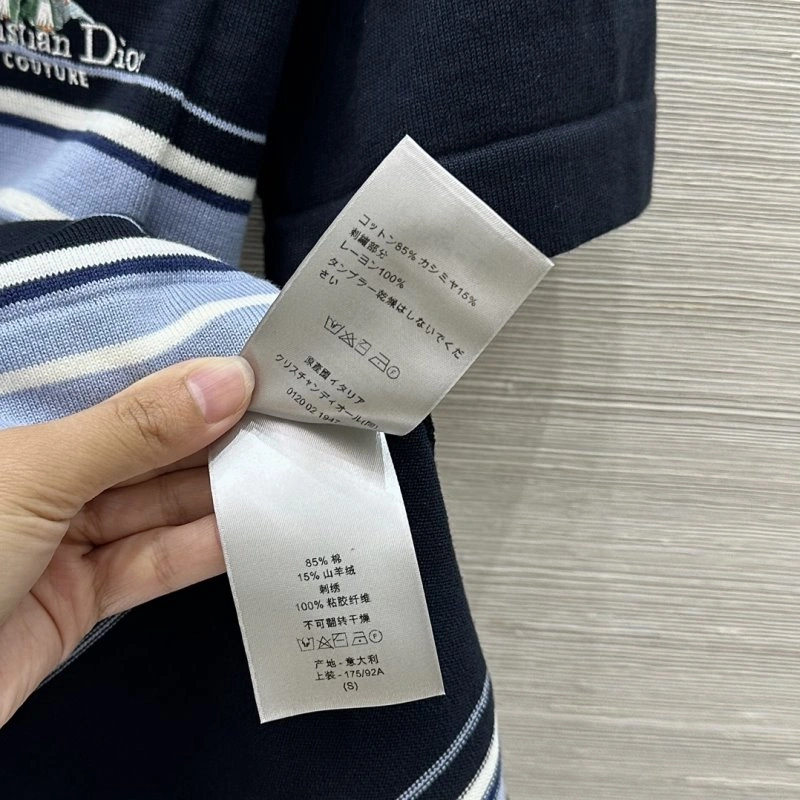 istian Dior
COUTURE
コットン85% カシミヤ15%
刺繍部分
レーヨン100%
タンブラー乾燥はしないでくだ
さい
原産国イタリア
クリスチャンディオール(同)
0120 02 1947
85% 棉
15% 山羊绒
刺绣
100% 粘胶纤维
不可翻转干燥
产地 - 意大利
上装 - 175/92A
(S)